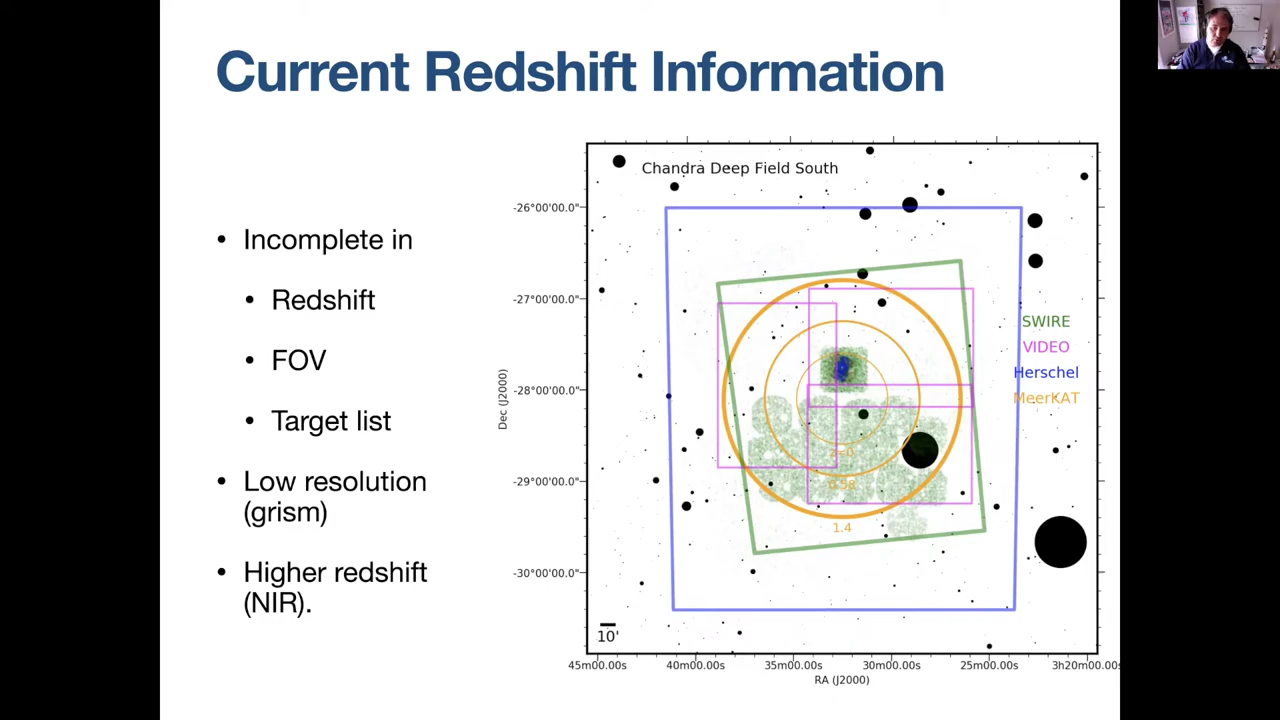 Current Redshift Information
• Incomplete in
• Redshift
• FOV
• Target list
• Low resolution
(grism)
• Higher redshift
(NIR).
Chandra Deep Field South
-26°00'00.0"
-27°00'00.0"
-28°00'00.0"
-29°00'00.0"
-30°00'00.0"
Dec (J2000)
SWIRE
VIDEO
Herschel
MeerKAT
z=0
0.58
1.4
10'
45m00.00s
40m00.00s
35m00.00s
30m00.00s
25m00.00s
3h20m00.00s
RA (J2000)